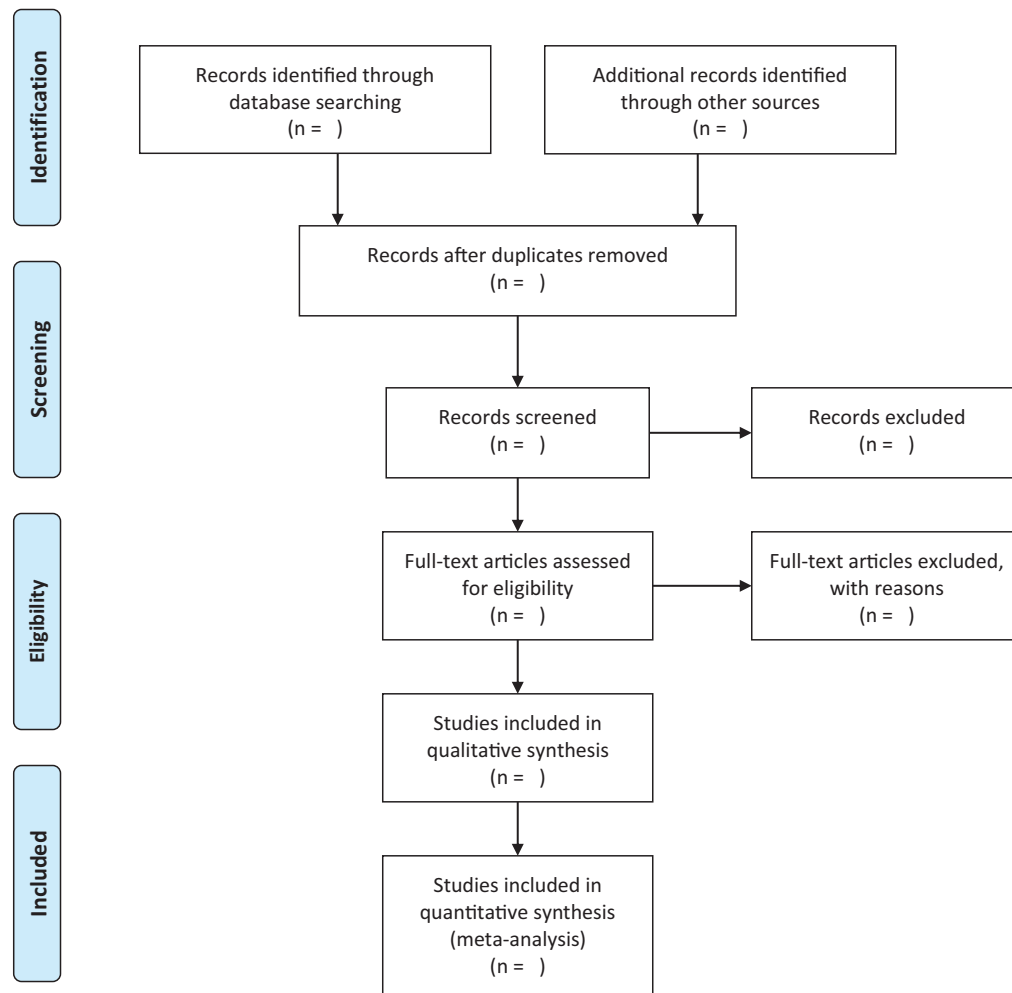 Identification
Records identified through
database searching
(n =   )
Additional records identified
through other sources
(n =   )
Screening
Records after duplicates removed
(n =   )
Records screened
(n =   )
Records excluded
(n =   )
Eligibility
Full-text articles assessed
for eligibility
(n =   )
Full-text articles excluded,
with reasons
(n =   )
Studies included in
qualitative synthesis
(n =   )
Included
Studies included in
quantitative synthesis
(meta-analysis)
(n =   )